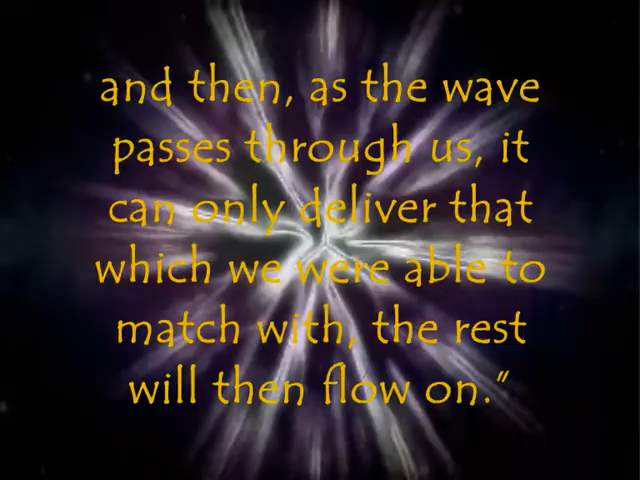 and then, as the wave
passes through us, it
can only deliver that
which we were able to
match with, the rest
will then flow on.”